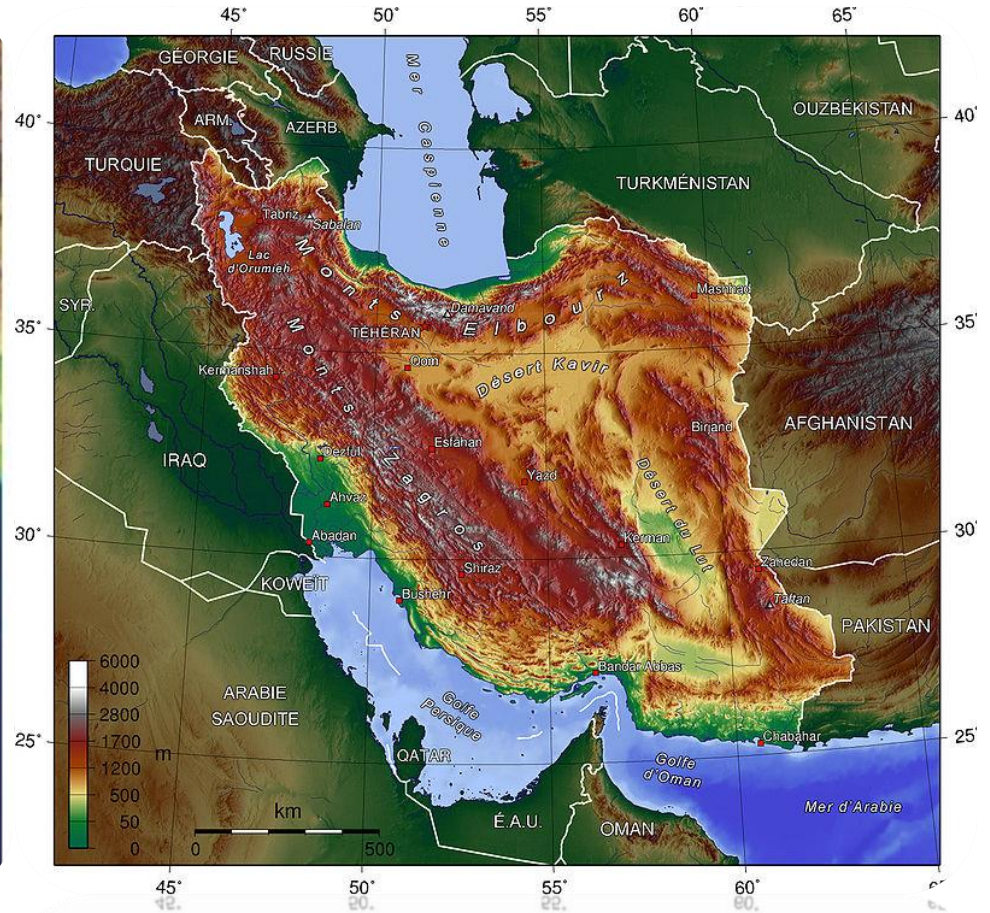 45° 50° 55° 60° 65°
GÉORGIE
RUSSIE
Mer Caspienne
OUZBÉKISTAN
40°
40°
ARM.
AZERB.
TURQUIE
TURKMÉNISTAN
Tabriz
Sabalan
Lac
d'Orumieh
Monts Elbourz
Mashhad
SYR.
Damavand
35°
35°
TÉHÉRAN
Monts Zagros
Qom
Désert Kavir
Kermanshah
AFGHANISTAN
Birjand
Esfahan
IRAQ
Dezful
Yazd
Désert du Lut
Ahvaz
30°
30°
Abadan
Kerman
Zahedan
KOWEÏT
Shiraz
Bushehr
Taftan
PAKISTAN
Bandar Abbas
6000
4000
2800
1700
1200
500
50
0
m
ARABIE
SAOUDITE
Golfe
Persique
25°
25°
Chabahar
QATAR
Golfe
d'Oman
Mer d'Arabie
km
0 500
É.A.U.
OMAN
45° 50° 55° 60°